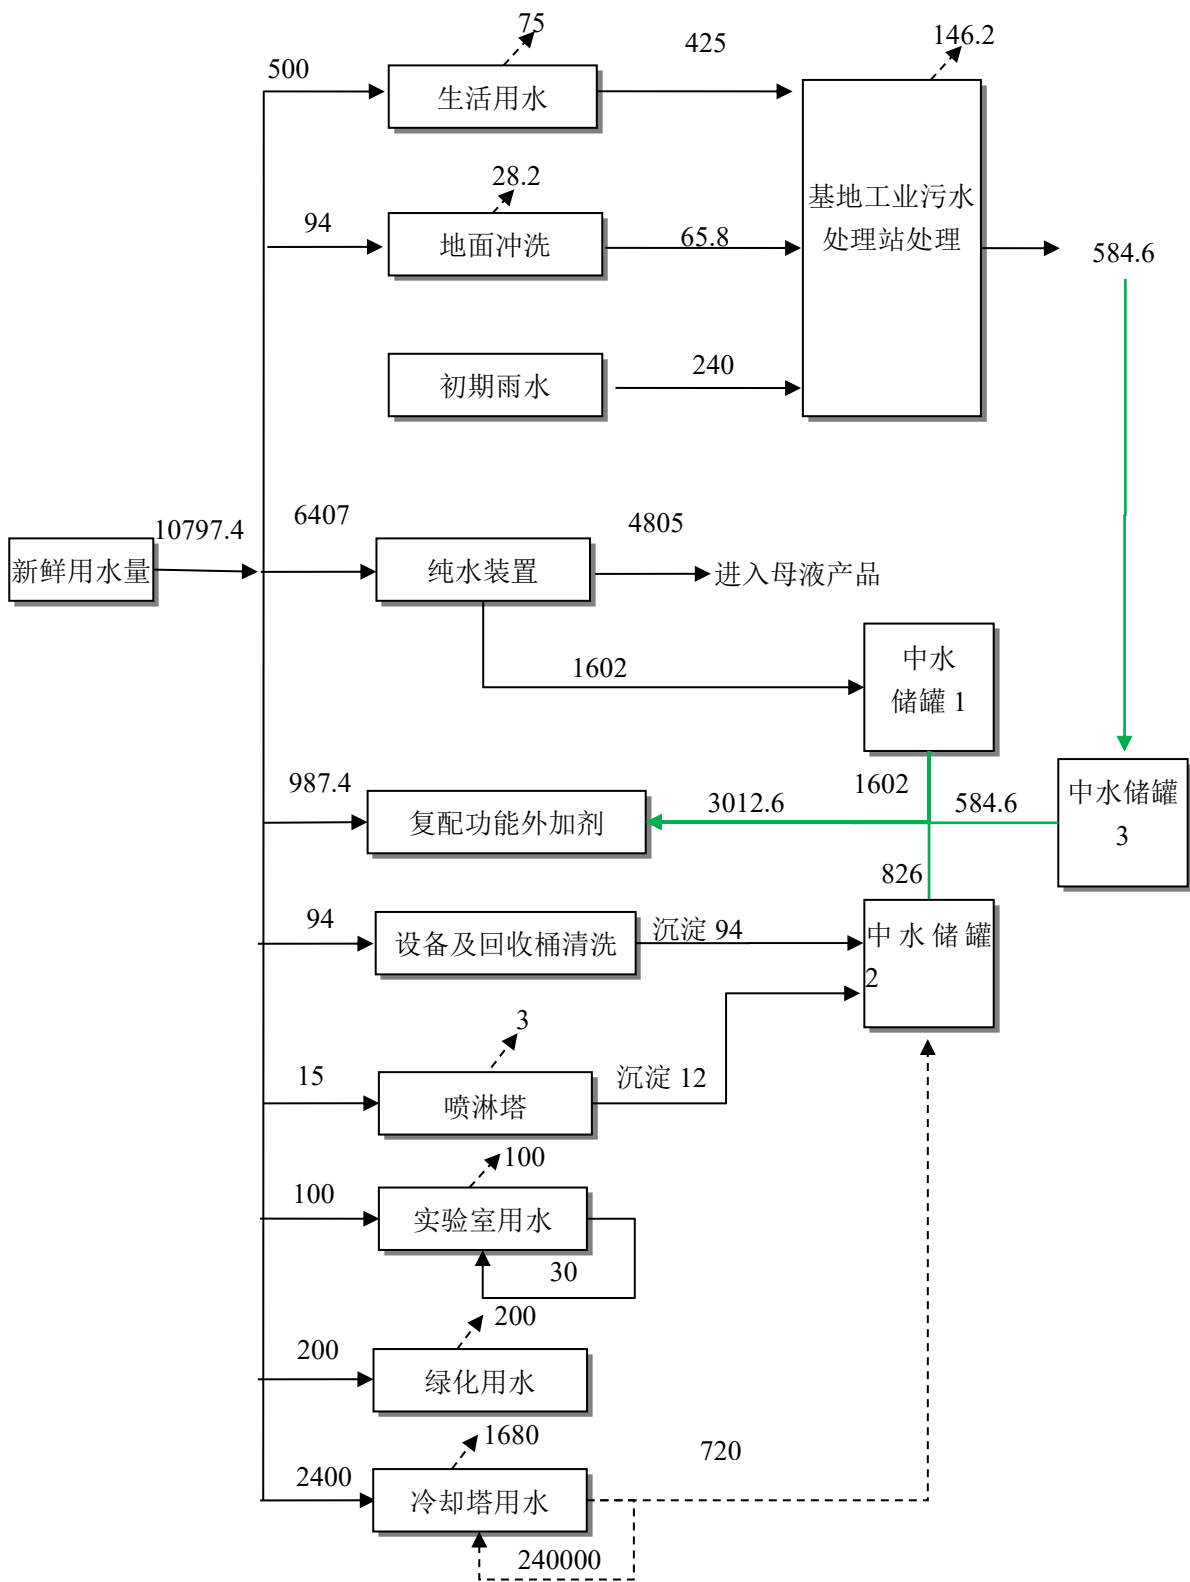 75
425
146.2
500
生活用水
28.2
94
地面冲洗
65.8
基地工业污水
处理站处理
584.6
初期雨水
240
新鲜用水量
10797.4
6407
纯水装置
4805
进入母液产品
1602
中水
储罐 1
987.4
复配功能外加剂
3012.6
1602
584.6
中水储罐
3
826
94
设备及回收桶清洗
沉淀 94
中水储罐
2
3
15
喷淋塔
沉淀 12
100
100
实验室用水
30
200
200
绿化用水
1680
2400
冷却塔用水
720
240000